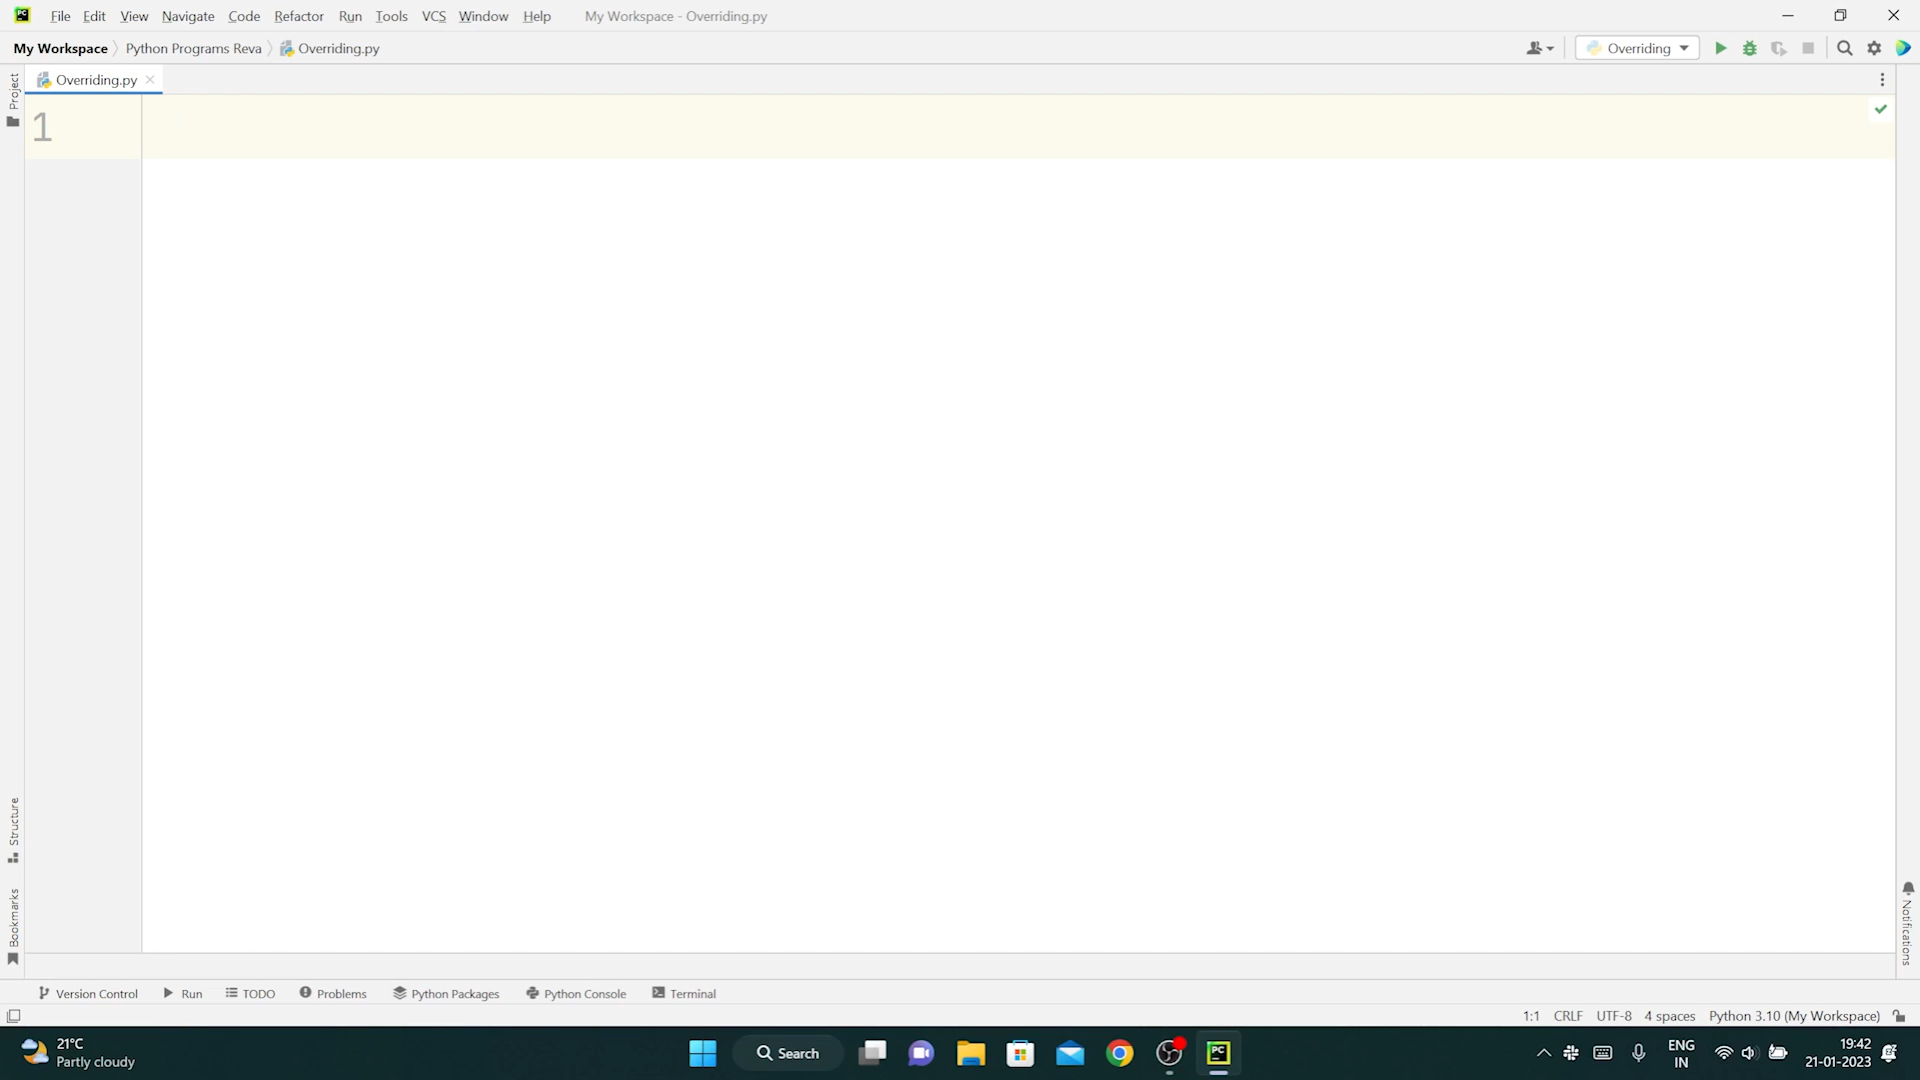 PC File Edit View Navigate Code Refactor Run Tools VCS Window Help My Workspace - Overriding.py
My Workspace Python Programs Reva Overriding.py Overriding
Project
Overriding.py
1
Structure
Bookmarks
Notifications
Version Control Run TODO Problems Python Packages Python Console Terminal
1:1 CRLF UTF-8 4 spaces Python 3.10 (My Workspace)
21°C
Partly cloudy
Search
PC
ENG
IN
19:42
21-01-2023